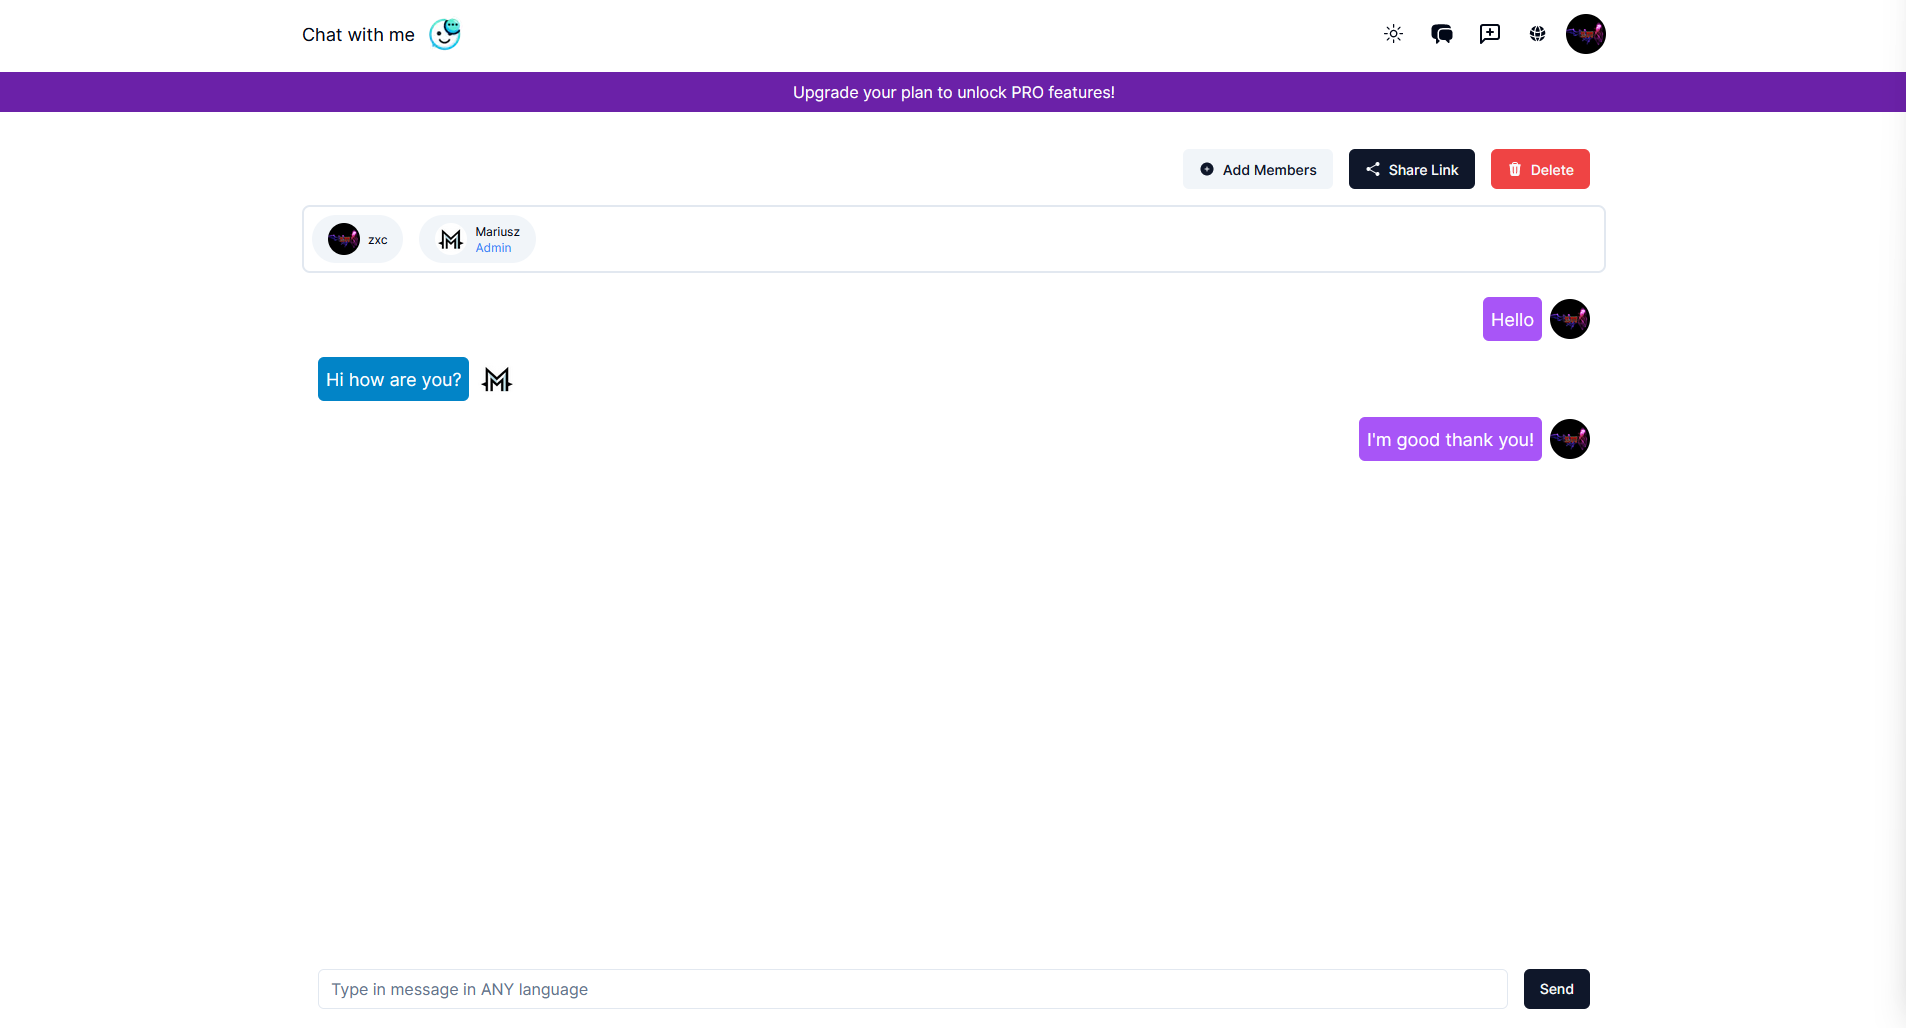 Chat with me
Upgrade your plan to unlock PRO features!
Add Members
Share Link
Delete
zxc
Mariusz
Admin
Hello
Hi how are you?
I'm good thank you!
Type in message in ANY language
Send